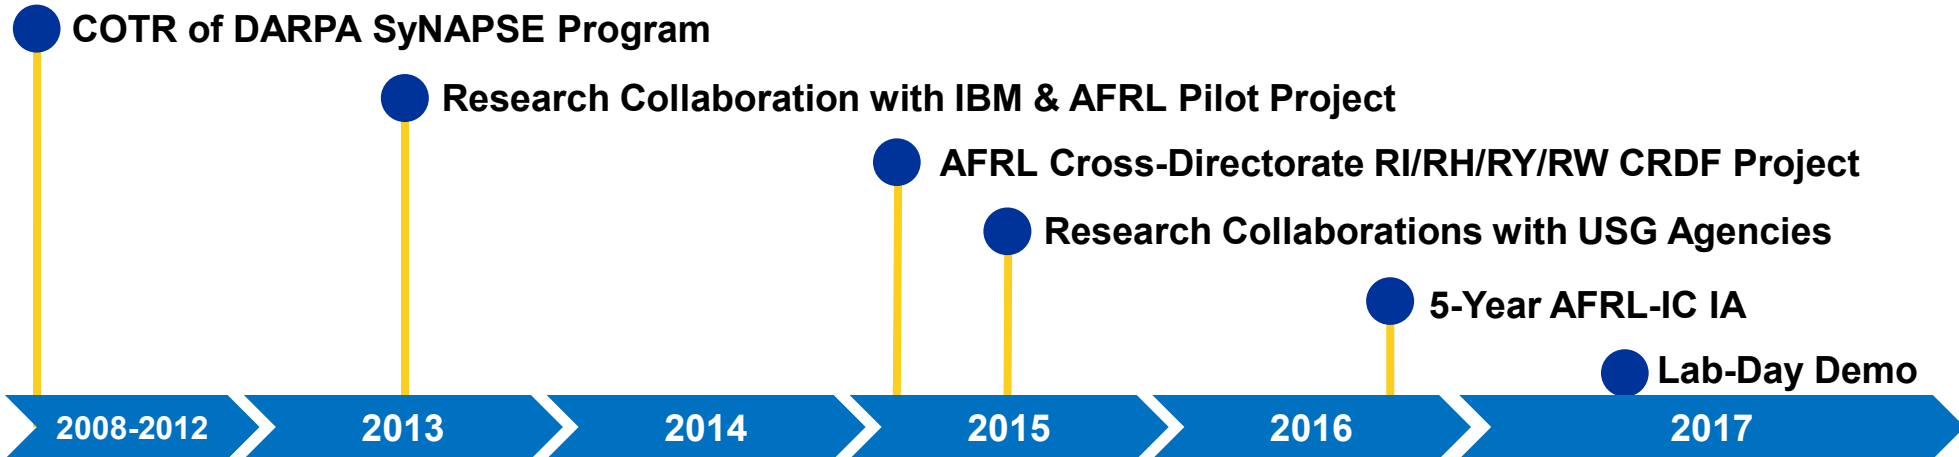 COTR of DARPA SyNAPSE Program
Research Collaboration with IBM & AFRL Pilot Project
AFRL Cross-Directorate RI/RH/RY/RW CRDF Project
Research Collaborations with USG Agencies
5-Year AFRL-IC IA
Lab-Day Demo
2008-2012
2013
2014
2015
2016
2017